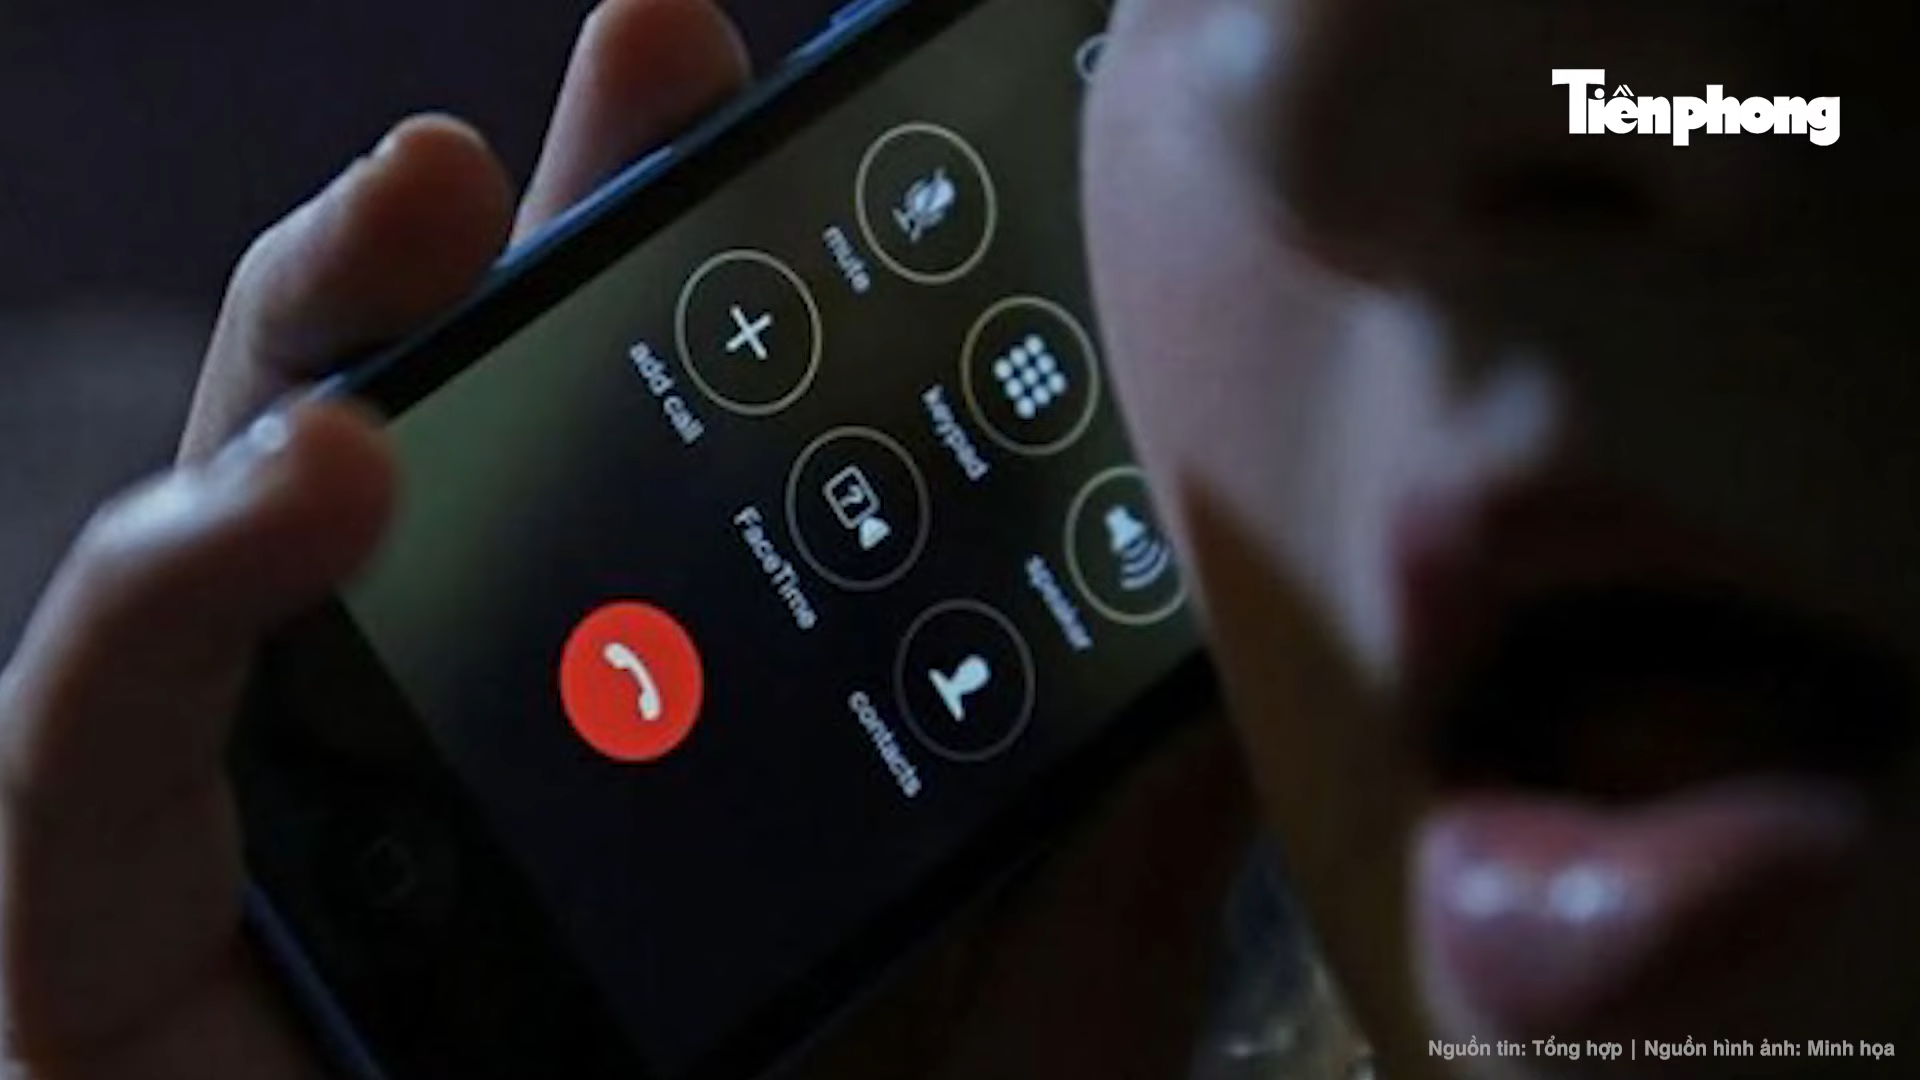 Tiềnphong
mute
add call
keypad
FaceTime
speaker
contacts
Nguồn tin: Tổng hợp | Nguồn hình ảnh: Minh họa